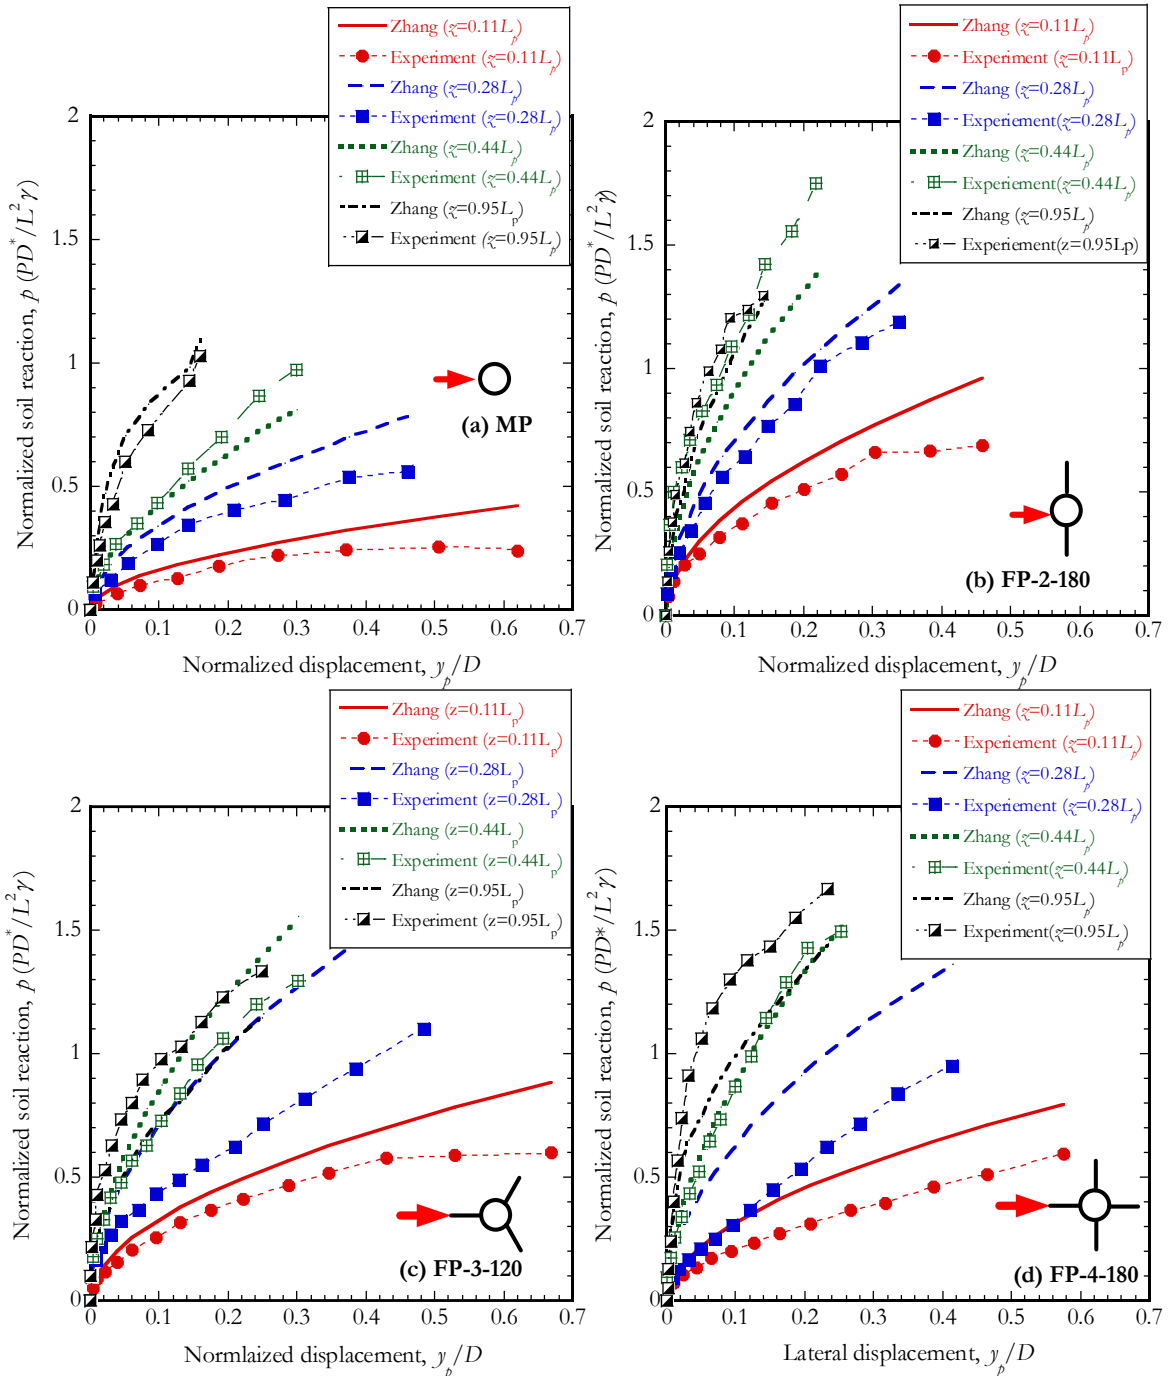 Zhang (z=0.11Lp)
Experiment (z=0.11Lp)
Zhang (z=0.28Lp)
Experiment (z=0.28Lp)
Zhang (z=0.44Lp)
Experiment (z=0.44Lp)
Zhang (z=0.95Lp)
Experiment (z=0.95Lp)
2
1.5
1
0.5
0
Normalized soil reaction, p (PD*/L²γ)
(a) MP
0 0.1 0.2 0.3 0.4 0.5 0.6 0.7
Normalized displacement, yp/D
Zhang (z=0.11Lp)
Experiment (z=0.11Lp)
Zhang (z=0.28Lp)
Experiement(z=0.28Lp)
Zhang (z=0.44Lp)
Experiement(z=0.44Lp)
Zhang (z=0.95Lp)
Experiement(z=0.95Lp)
2
1.5
1
0.5
0
Normalized soil reaction, p (PD*/L²γ)
(b) FP-2-180
0 0.1 0.2 0.3 0.4 0.5 0.6 0.7
Normalized displacement, yp/D
Zhang (z=0.11Lp)
Experiment (z=0.11Lp)
Zhang (z=0.28Lp)
Experiment (z=0.28Lp)
Zhang (z=0.44Lp)
Experiment (z=0.44Lp)
Zhang (z=0.95Lp)
Experiment (z=0.95Lp)
2
1.5
1
0.5
0
Normalized soil reaction, p (PD*/L²γ)
(c) FP-3-120
0 0.1 0.2 0.3 0.4 0.5 0.6 0.7
Normlaized displacement, yp/D
Zhang (z=0.11Lp)
Experiement (z=0.11Lp)
Zhang (z=0.28Lp)
Experiement (z=0.28Lp)
Zhang (z=0.44Lp)
Experiment(z=0.44Lp)
Zhang (z=0.95Lp)
Experiment(z=0.95Lp)
2
1.5
1
0.5
0
Normalized soil reaction, p (PD*/L²γ)
(d) FP-4-180
0 0.1 0.2 0.3 0.4 0.5 0.6 0.7
Lateral displacement, yp/D